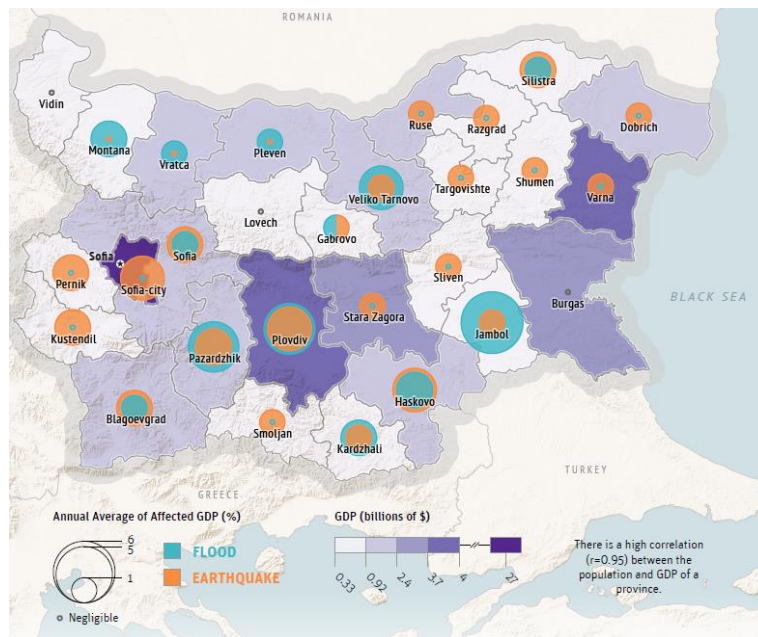 ROMANIA
Vidin
Montana
Vratca
Pleven
Ruse
Razgrad
Silistra
Dobrich
Veliko Tarnovo
Targovishte
Shumen
Varna
Lovech
Gabrovo
Sofia
Sofia
Sofia-city
Pernik
Kustendil
Sliven
Burgas
BLACK SEA
Stara Zagora
Jambol
Plovdiv
Pazardzhik
Haskovo
Blagoevgrad
Smoljan
Kardzhali
TURKEY
GREECE
Annual Average of Affected GDP (%)
6
5
1
Negligible
FLOOD
EARTHQUAKE
GDP (billions of $)
0.33
0.92
2.4
3.7
4
27
There is a high correlation
(r=0.95) between the
population and GDP of a
province.